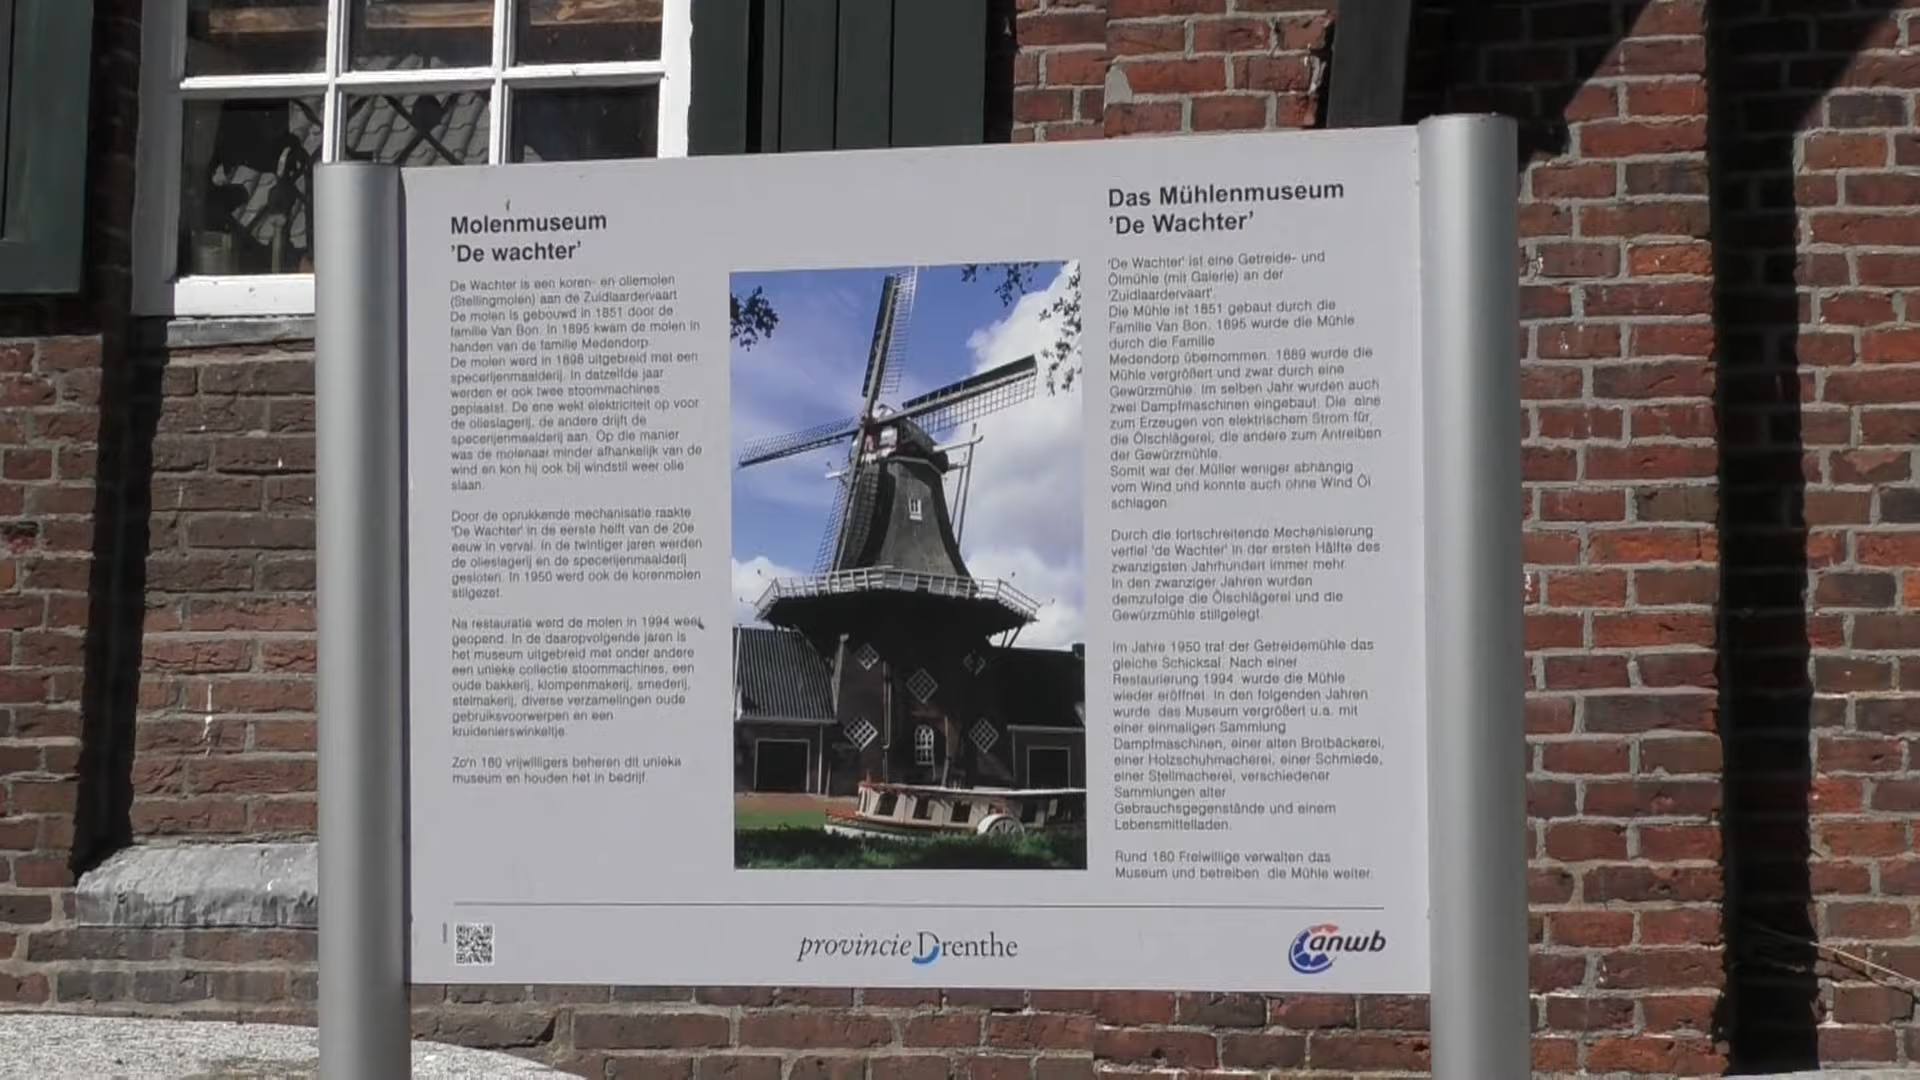 Molenmuseum
'De wachter'
De Wachter is een koren- en oliemolen
(Stellingmolen) aan de Zuidlaardervaart
De molen is gebouwd in 1851 door de
familie Van Bon. In 1895 kwam de molen in
handen van de familie Medendorp.
De molen werd in 1898 uitgebreid met een
specerijenmaalderij. In datzelfde jaar
werden er ook twee stoommachines
geplaatst. De ene wekt elektriciteit op voor
de olieslagerij, de andere drijft de
specerijenmaalderij aan. Op die manier
was de molenaar minder afhankelijk van de
wind en kon hij ook bij windstil weer olie
slaan.
Door de oprukkende mechanisatie raakte
'De Wachter' in de eerste helft van de 20e
eeuw in verval. In de twintiger jaren werden
de olieslagerij en de specerijenmaalderij
gesloten. In 1950 werd ook de korenmolen
stilgezet.
Na restauratie werd de molen in 1994 weer
geopend. In de daaropvolgende jaren is
het museum uitgebreid met onder andere
een unieke collectie stoommachines, een
oude bakkerij, klompenmakerij, smederij,
stelmakerij, diverse verzamelingen oude
gebruiksvoorwerpen en een
kruidenierswinkeltje.
Zo'n 180 vrijwilligers beheren dit unieke
museum en houden het in bedrijf.
Das Mühlenmuseum
'De Wachter'
'De Wachter' ist eine Getreide- und
Ölmühle (mit Galerie) an der
'Zuidlaardervaart'.
Die Mühle ist 1851 gebaut durch die
Familie Van Bon. 1895 wurde die Mühle
durch die Familie
Medendorp übernommen. 1889 wurde die
Mühle vergrößert und zwar durch eine
Gewürzmühle. Im selben Jahr wurden auch
zwei Dampfmaschinen eingebaut. Die eine
zum Erzeugen von elektrischem Strom für,
die Ölschlägerei, die andere zum Antreiben
der Gewürzmühle.
Somit war der Müller weniger abhängig
vom Wind und konnte auch ohne Wind Öl
schlagen.
Durch die fortschreitende Mechanisierung
verfiel 'de Wachter' in der ersten Hälfte des
zwanzigsten Jahrhundert immer mehr.
In den zwanziger Jahren wurden
demzufolge die Ölschlägerei und die
Gewürzmühle stillgelegt.
Im Jahre 1950 traf der Getreidemühle das
gleiche Schicksal. Nach einer
Restaurierung 1994 wurde die Mühle
wieder eröffnet. In den folgenden Jahren
wurde das Museum vergrößert u.a. mit
einer einmaligen Sammlung
Dampfmaschinen, einer alten Brotbäckerei,
einer Holzschuhmacherei, einer Schmiede,
einer Stellmacherei, verschiedener
Sammlungen alter
Gebrauchsgegenstände und einem
Lebensmittelladen.
Rund 180 Freiwillige verwalten das
Museum und betreiben die Mühle weiter.
provincie Drenthe
anwb